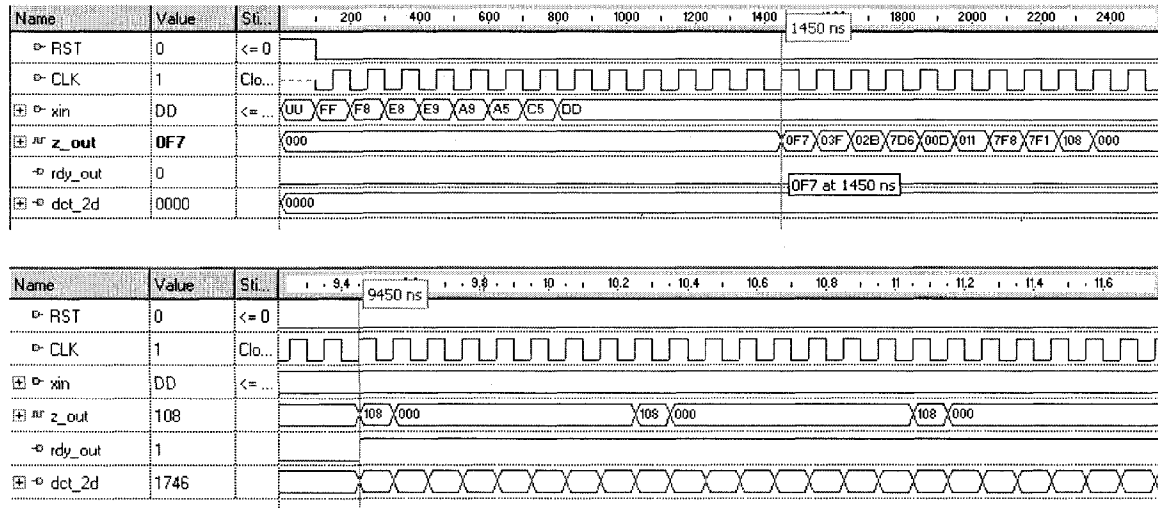 Name Value Sti... 200 400 600 800 1000 1200 1400 1800 2000 2200 2400
1450 ns
RST 0 <= 0
CLK 1 Clo...
xin DD <= ... UU FF F8 E8 E9 A9 A5 C5 DD
z_out 0F7 000 0F7 03F 02B 7D6 00D 011 7F8 7F1 108 000
rdy_out 0 0F7 at 1450 ns
dct_2d 0000 0000
Name Value Sti... 9,4 9,8 10 10,2 10,4 10,6 10,8 11 11,2 11,4 11,6
9450 ns
RST 0 <= 0
CLK 1 Clo...
xin DD <= ...
z_out 108 108 000 108 000 108 000
rdy_out 1
dct_2d 1746